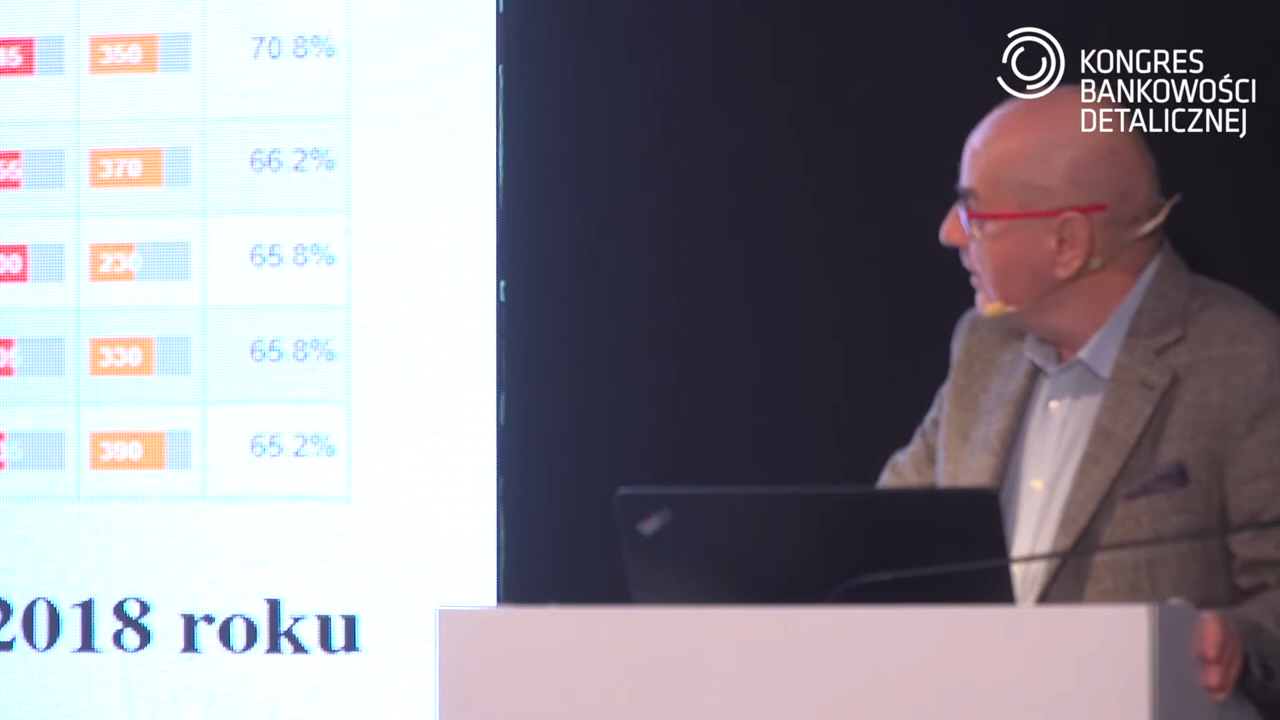 KONGRES
BANKOWOŚCI
DETALICZNEJ
350 70.8%
370 66.2%
65.8%
330 65.8%
390 65.2%
2018 roku